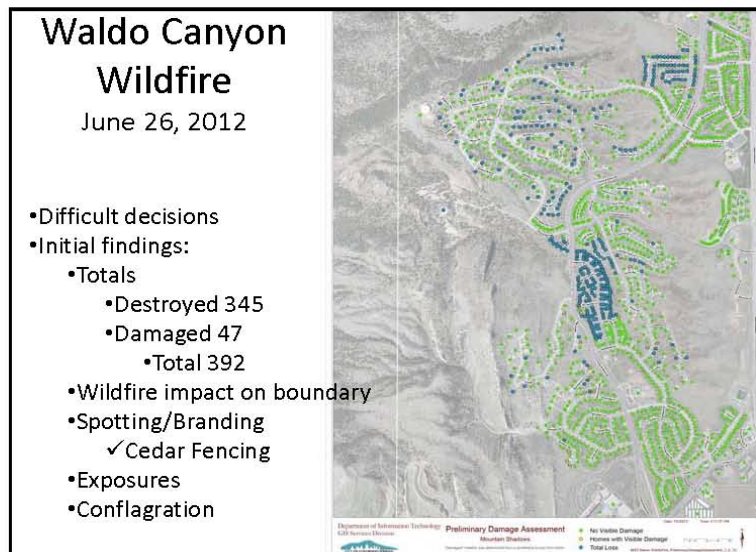 Waldo Canyon
Wildfire
June 26, 2012
•Difficult decisions
•Initial findings:
•Totals
•Destroyed 345
•Damaged 47
•Total 392
•Wildfire impact on boundary
•Spotting/Branding
✓Cedar Fencing
•Exposures
•Conflagration
Department of Information Technology
GIS Services Division
Preliminary Damage Assessment
Mountain Shadows
No Visible Damage
Homes with Visible Damage
Total Loss